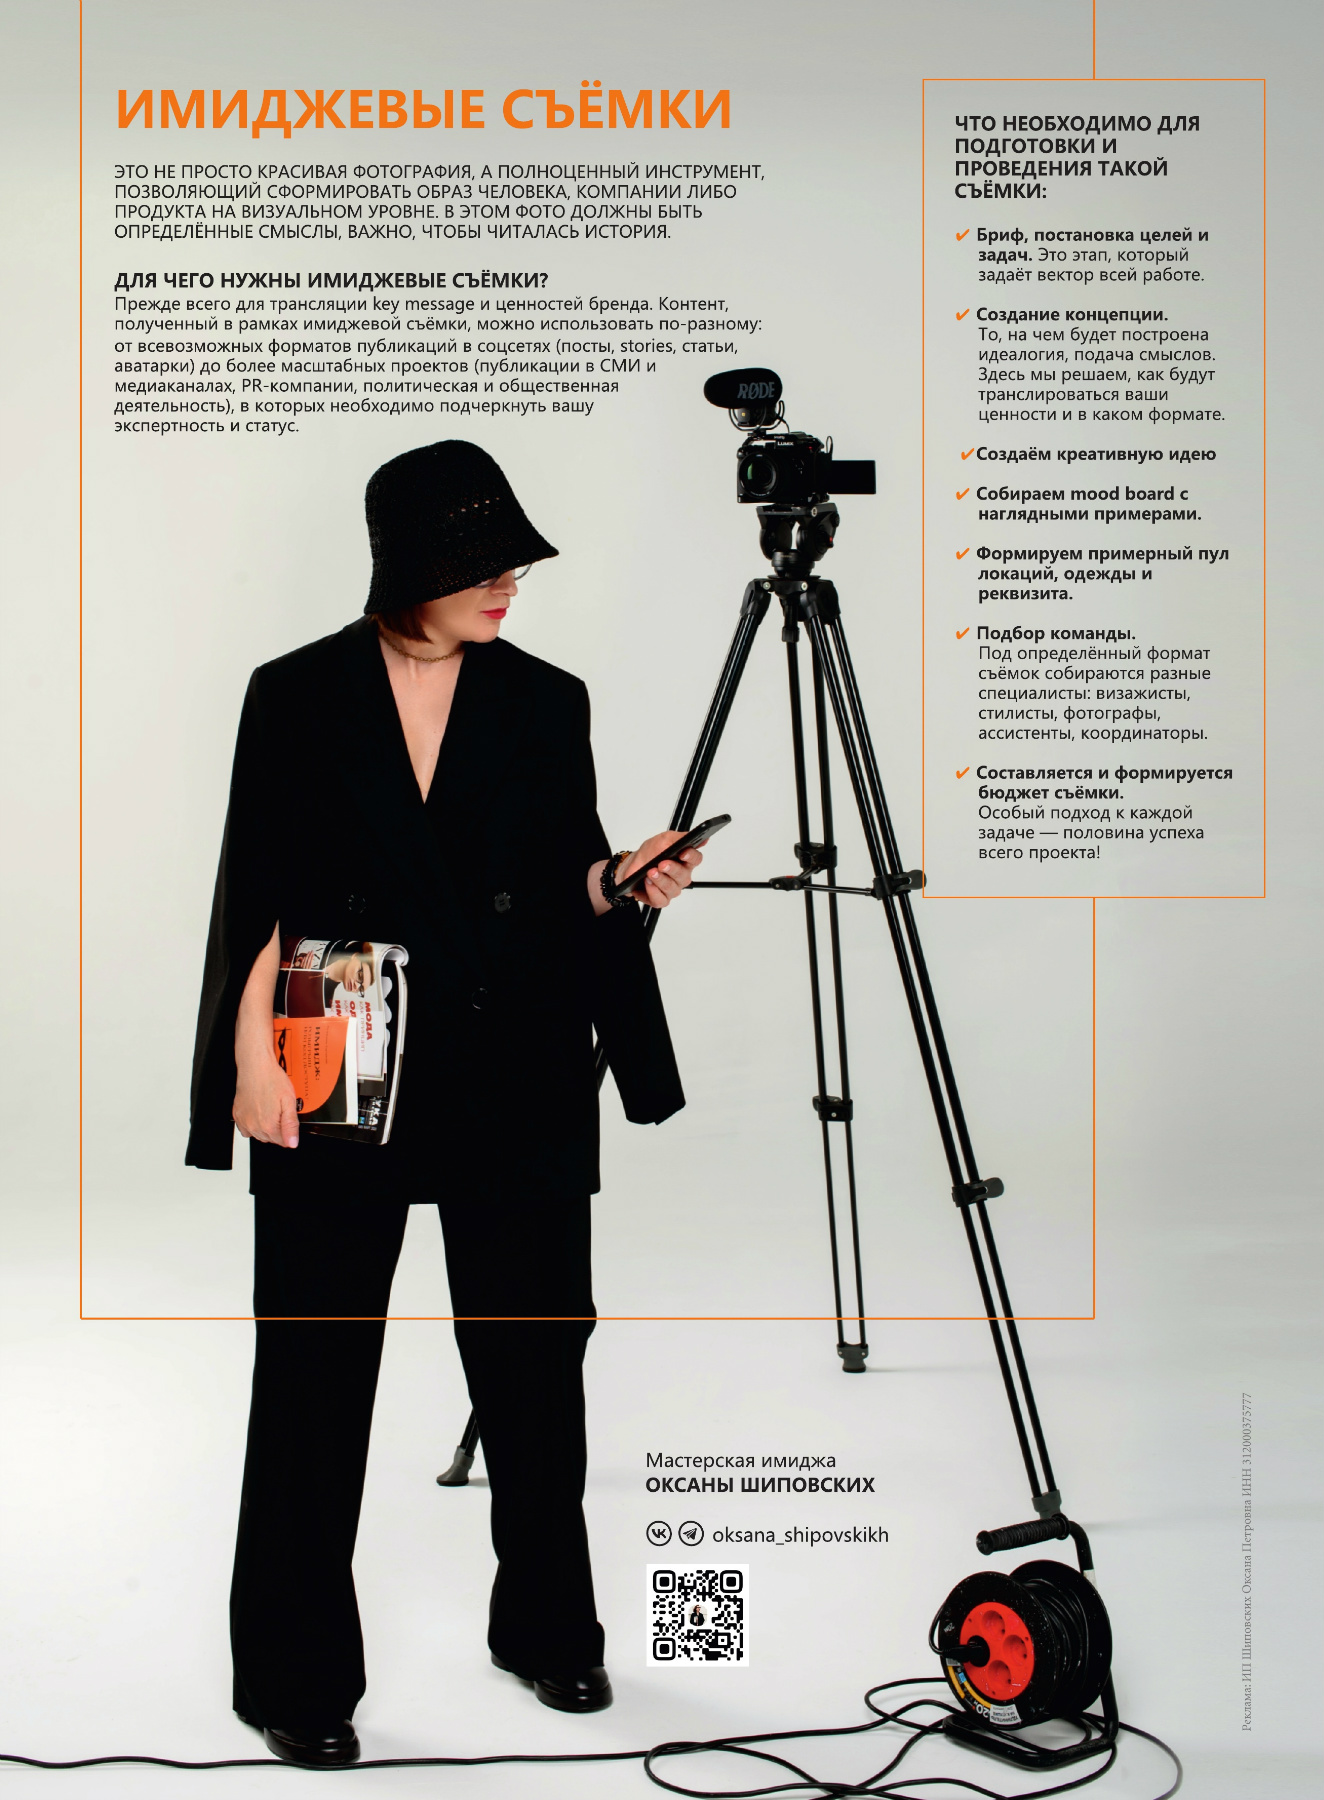 ИМИДЖЕВЫЕ СЪЁМКИ
ЭТО НЕ ПРОСТО КРАСИВАЯ ФОТОГРАФИЯ, А ПОЛНОЦЕННЫЙ ИНСТРУМЕНТ,
ПОЗВОЛЯЮЩИЙ СФОРМИРОВАТЬ ОБРАЗ ЧЕЛОВЕКА, КОМПАНИИ ЛИБО
ПРОДУКТА НА ВИЗУАЛЬНОМ УРОВНЕ. В ЭТОМ ФОТО ДОЛЖНЫ БЫТЬ
ОПРЕДЕЛЁННЫЕ СМЫСЛЫ, ВАЖНО, ЧТОБЫ ЧИТАЛАСЬ ИСТОРИЯ.
ДЛЯ ЧЕГО НУЖНЫ ИМИДЖЕВЫЕ СЪЁМКИ?
Прежде всего для трансляции key message и ценностей бренда. Контент,
полученный в рамках имиджевой съёмки, можно использовать по-разному:
от всевозможных форматов публикаций в соцсетях (посты, stories, статьи,
аватарки) до более масштабных проектов (публикации в СМИ и
медиаканалах, PR-компании, политическая и общественная
деятельность), в которых необходимо подчеркнуть вашу
экспертность и статус.
ЧТО НЕОБХОДИМО ДЛЯ
ПОДГОТОВКИ И
ПРОВЕДЕНИЯ ТАКОЙ
СЪЁМКИ:
✔ Бриф, постановка целей и
задач. Это этап, который
задаёт вектор всей работе.
✔ Создание концепции.
То, на чем будет построена
идеалогия, подача смыслов.
Здесь мы решаем, как будут
транслироваться ваши
ценности и в каком формате.
✔Создаём креативную идею
✔ Собираем mood board с
наглядными примерами.
✔ Формируем примерный пул
локаций, одежды и
реквизита.
✔ Подбор команды.
Под определённый формат
съёмок собираются разные
специалисты: визажисты,
стилисты, фотографы,
ассистенты, координаторы.
✔ Составляется и формируется
бюджет съёмки.
Особый подход к каждой
задаче — половина успеха
всего проекта!
RØDE
LUMIX
МОДА
ИМИДЖ:
Мастерская имиджа
ОКСАНЫ ШИПОВСКИХ
oksana_shipovskikh
Реклама: ИП Шиповских Оксана Петровна ИНН 312000375777